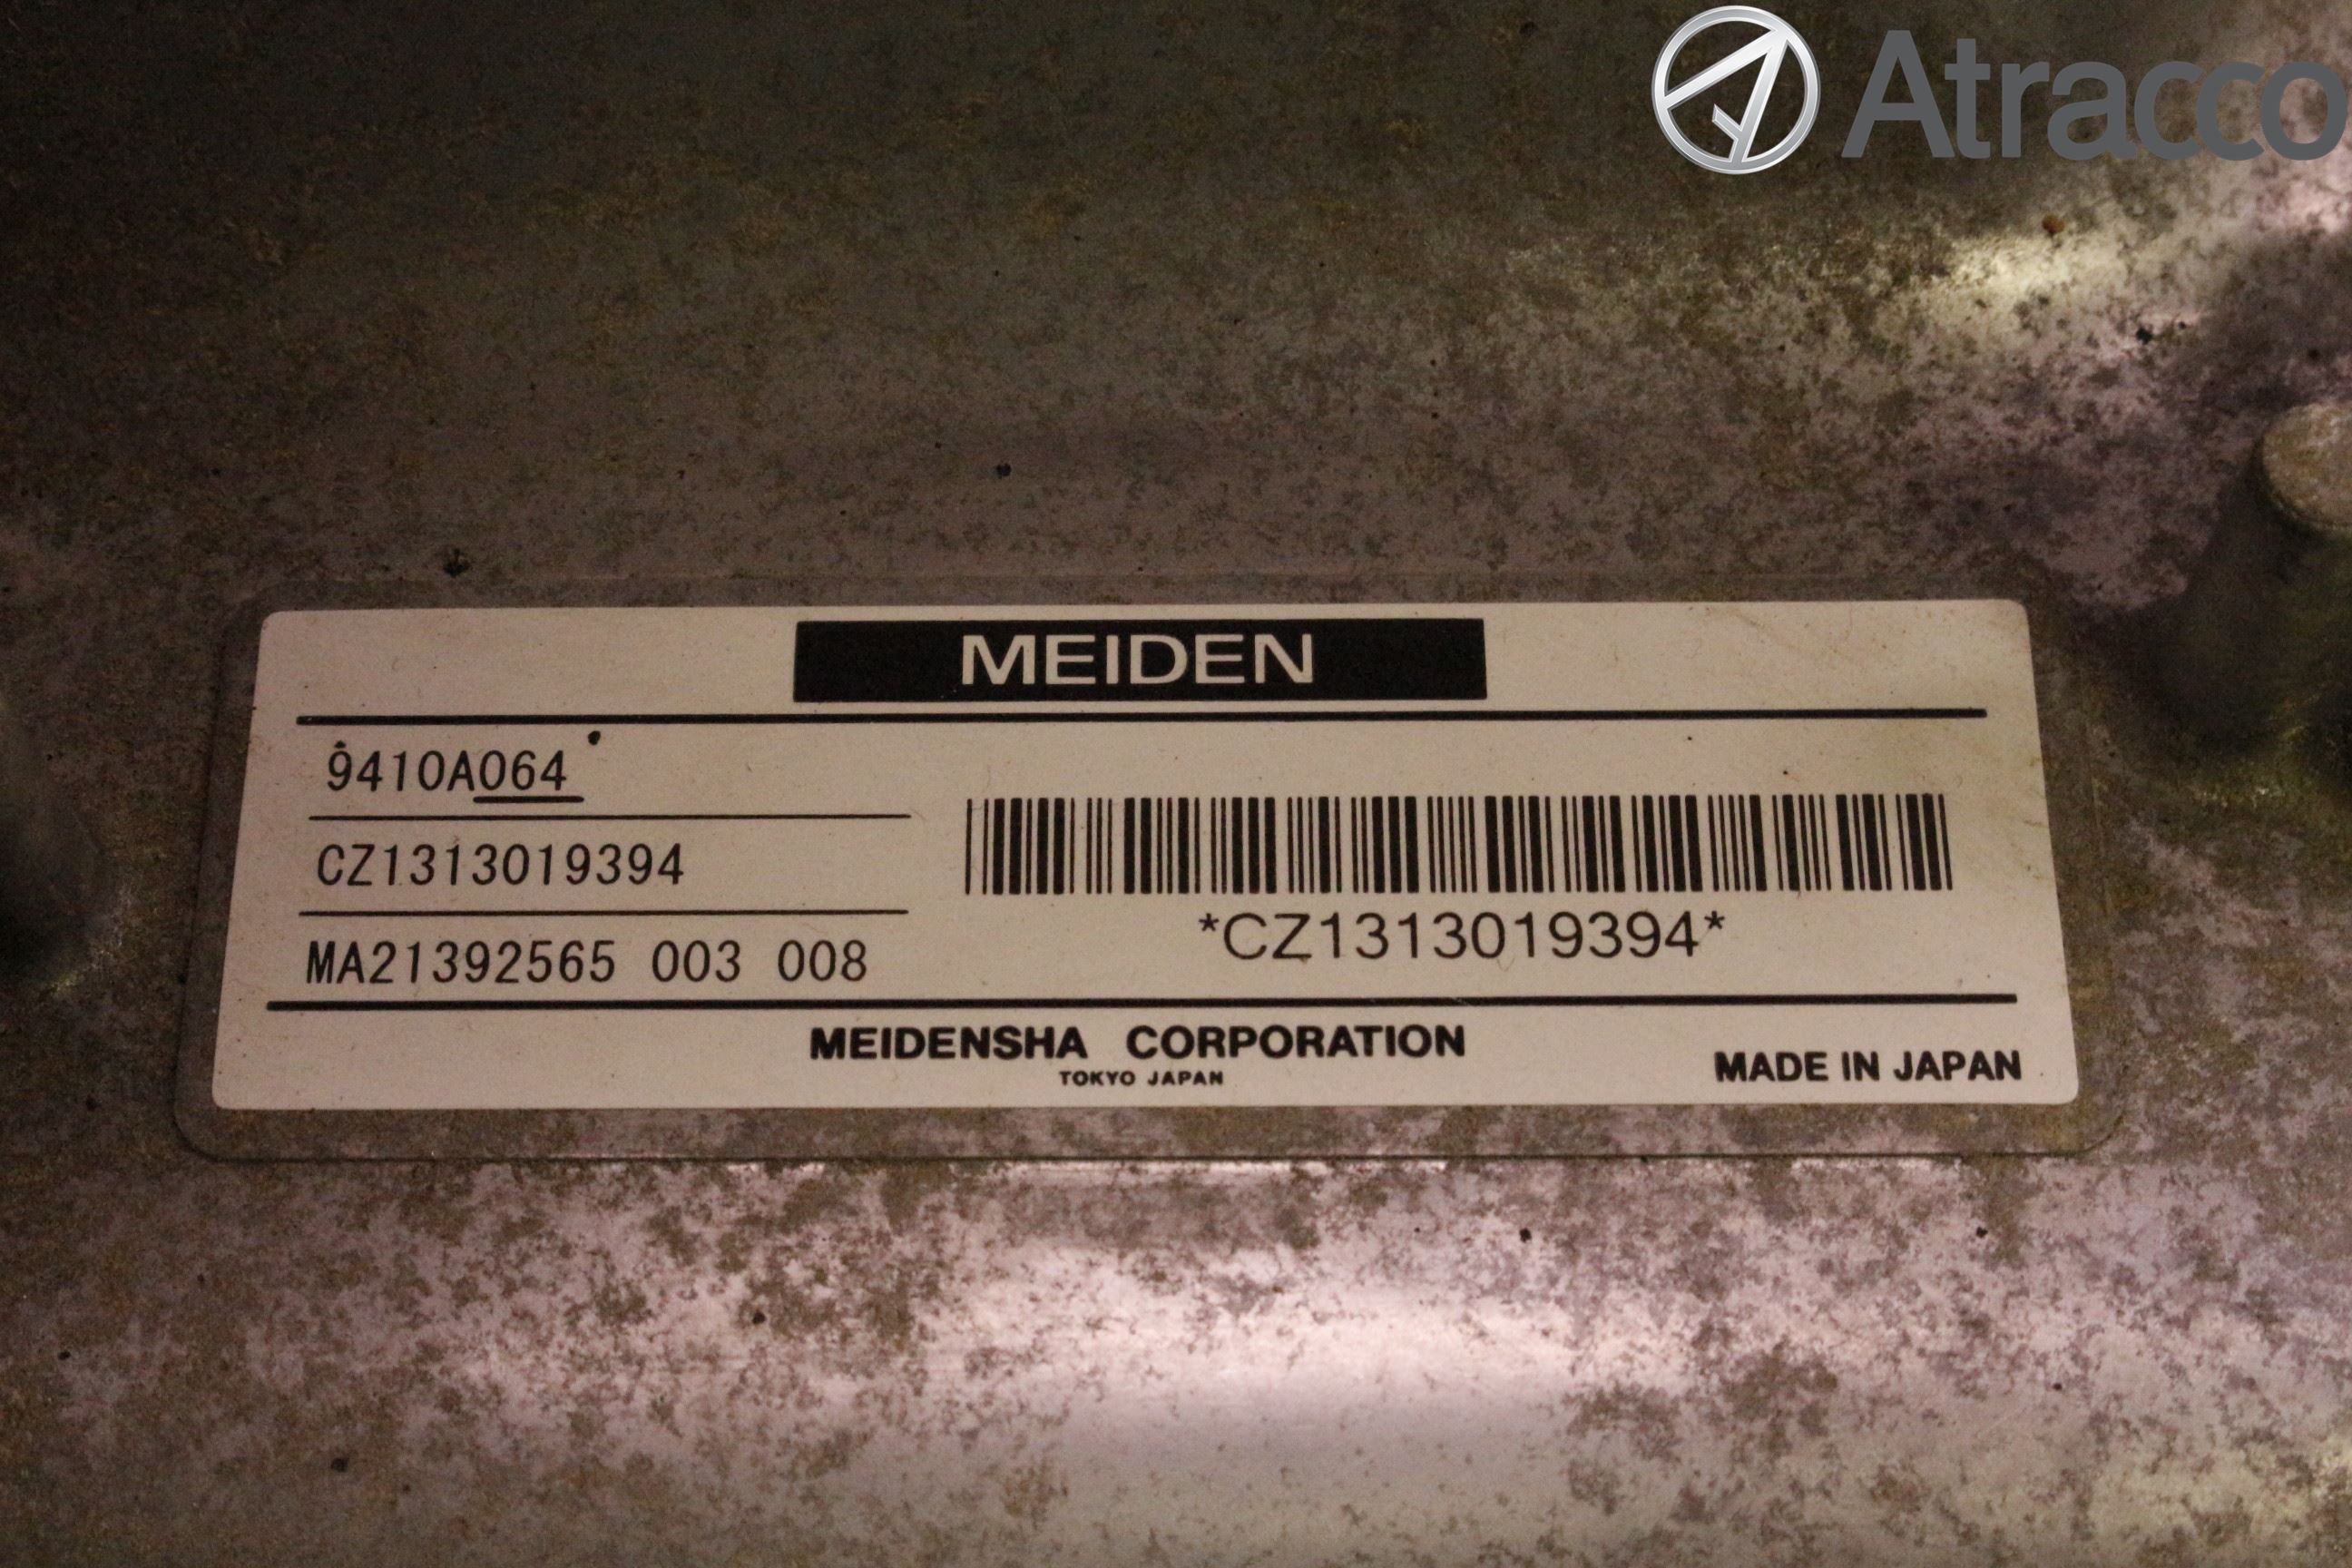 Atracco
MEIDEN
9410A064
CZ1313019394
MA21392565 003 008
*CZ1313019394*
MEIDENSHA CORPORATION
TOKYO JAPAN
MADE IN JAPAN